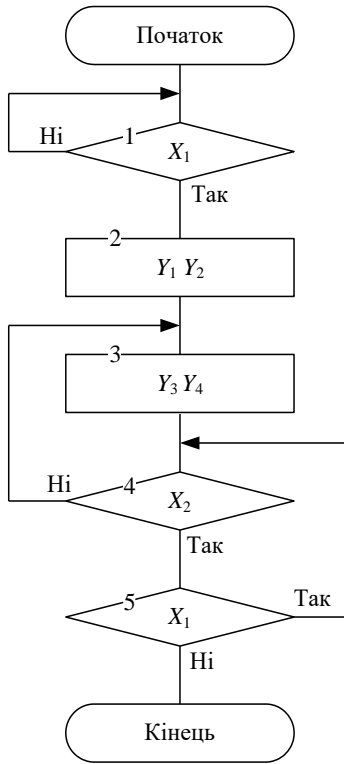 Початок
1
Ні
X1
Так
2
Y1 Y2
3
Y3 Y4
Ні
4
X2
Так
5
X1
Так
Ні
Кінець